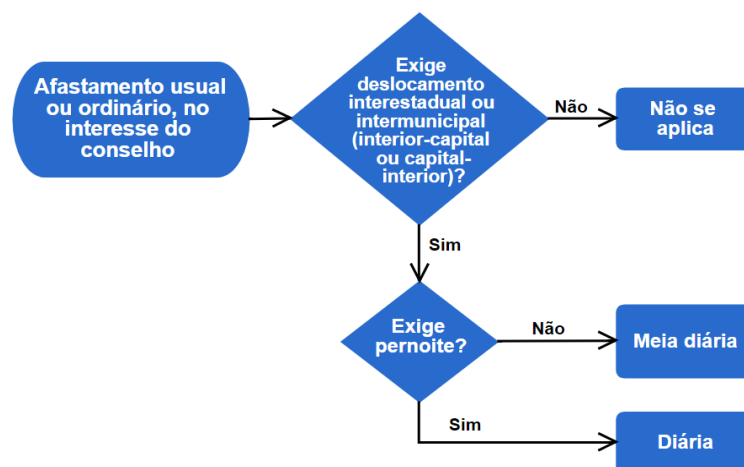 Afastamento usual
ou ordinário, no
interesse do
conselho
Exige
deslocamento
interestadual ou
intermunicipal
(interior-capital
ou capital-
interior)?
Não
Não se
aplica
Sim
Exige
pernoite?
Não
Meia diária
Sim
Diária